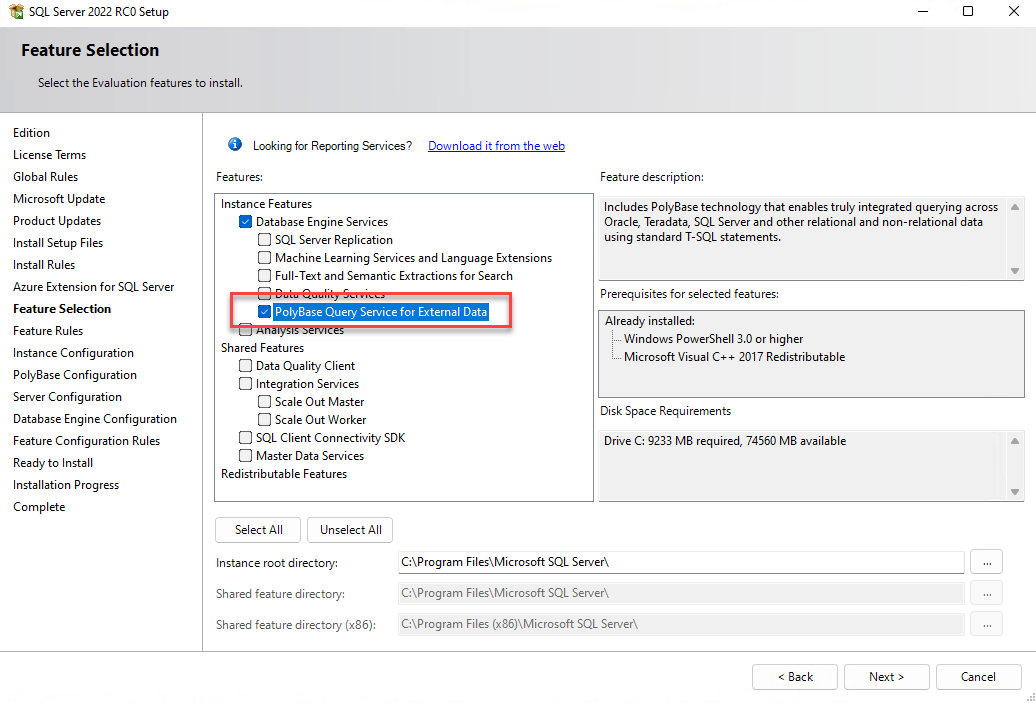 SQL Server 2022 RC0 Setup
Feature Selection
Select the Evaluation features to install.
Edition
License Terms
Global Rules
Microsoft Update
Product Updates
Install Setup Files
Install Rules
Azure Extension for SQL Server
Feature Selection
Feature Rules
Instance Configuration
PolyBase Configuration
Server Configuration
Database Engine Configuration
Feature Configuration Rules
Ready to Install
Installation Progress
Complete
Looking for Reporting Services? Download it from the web
Features:
Instance Features
Database Engine Services
SQL Server Replication
Machine Learning Services and Language Extensions
Full-Text and Semantic Extractions for Search
Data Quality Services
PolyBase Query Service for External Data
Analysis Services
Shared Features
Data Quality Client
Integration Services
Scale Out Master
Scale Out Worker
SQL Client Connectivity SDK
Master Data Services
Redistributable Features
Feature description:
Includes PolyBase technology that enables truly integrated querying across
Oracle, Teradata, SQL Server and other relational and non-relational data
using standard T-SQL statements.
Prerequisites for selected features:
Already installed:
Windows PowerShell 3.0 or higher
Microsoft Visual C++ 2017 Redistributable
Disk Space Requirements
Drive C: 9233 MB required, 74560 MB available
Select All Unselect All
Instance root directory: C:\Program Files\Microsoft SQL Server\ ...
Shared feature directory: C:\Program Files\Microsoft SQL Server\ ...
Shared feature directory (x86): C:\Program Files (x86)\Microsoft SQL Server\ ...
< Back Next > Cancel